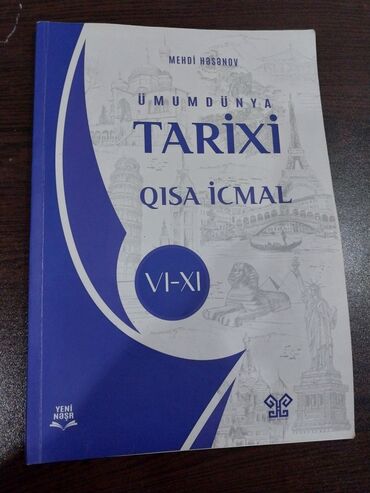 MEHDİ HƏSƏNOV
ÜMUMDÜNYA
TARİXİ
QISA İCMAL
VI-XI
YENİ
NƏŞR